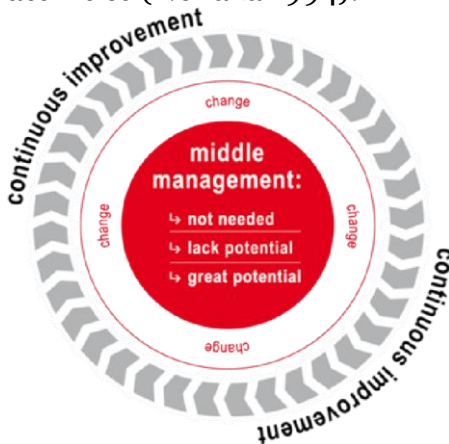 continuous improvement
change
middle
management:
↳ not needed
↳ lack potential
↳ great potential
change
change
change
continuous improvement